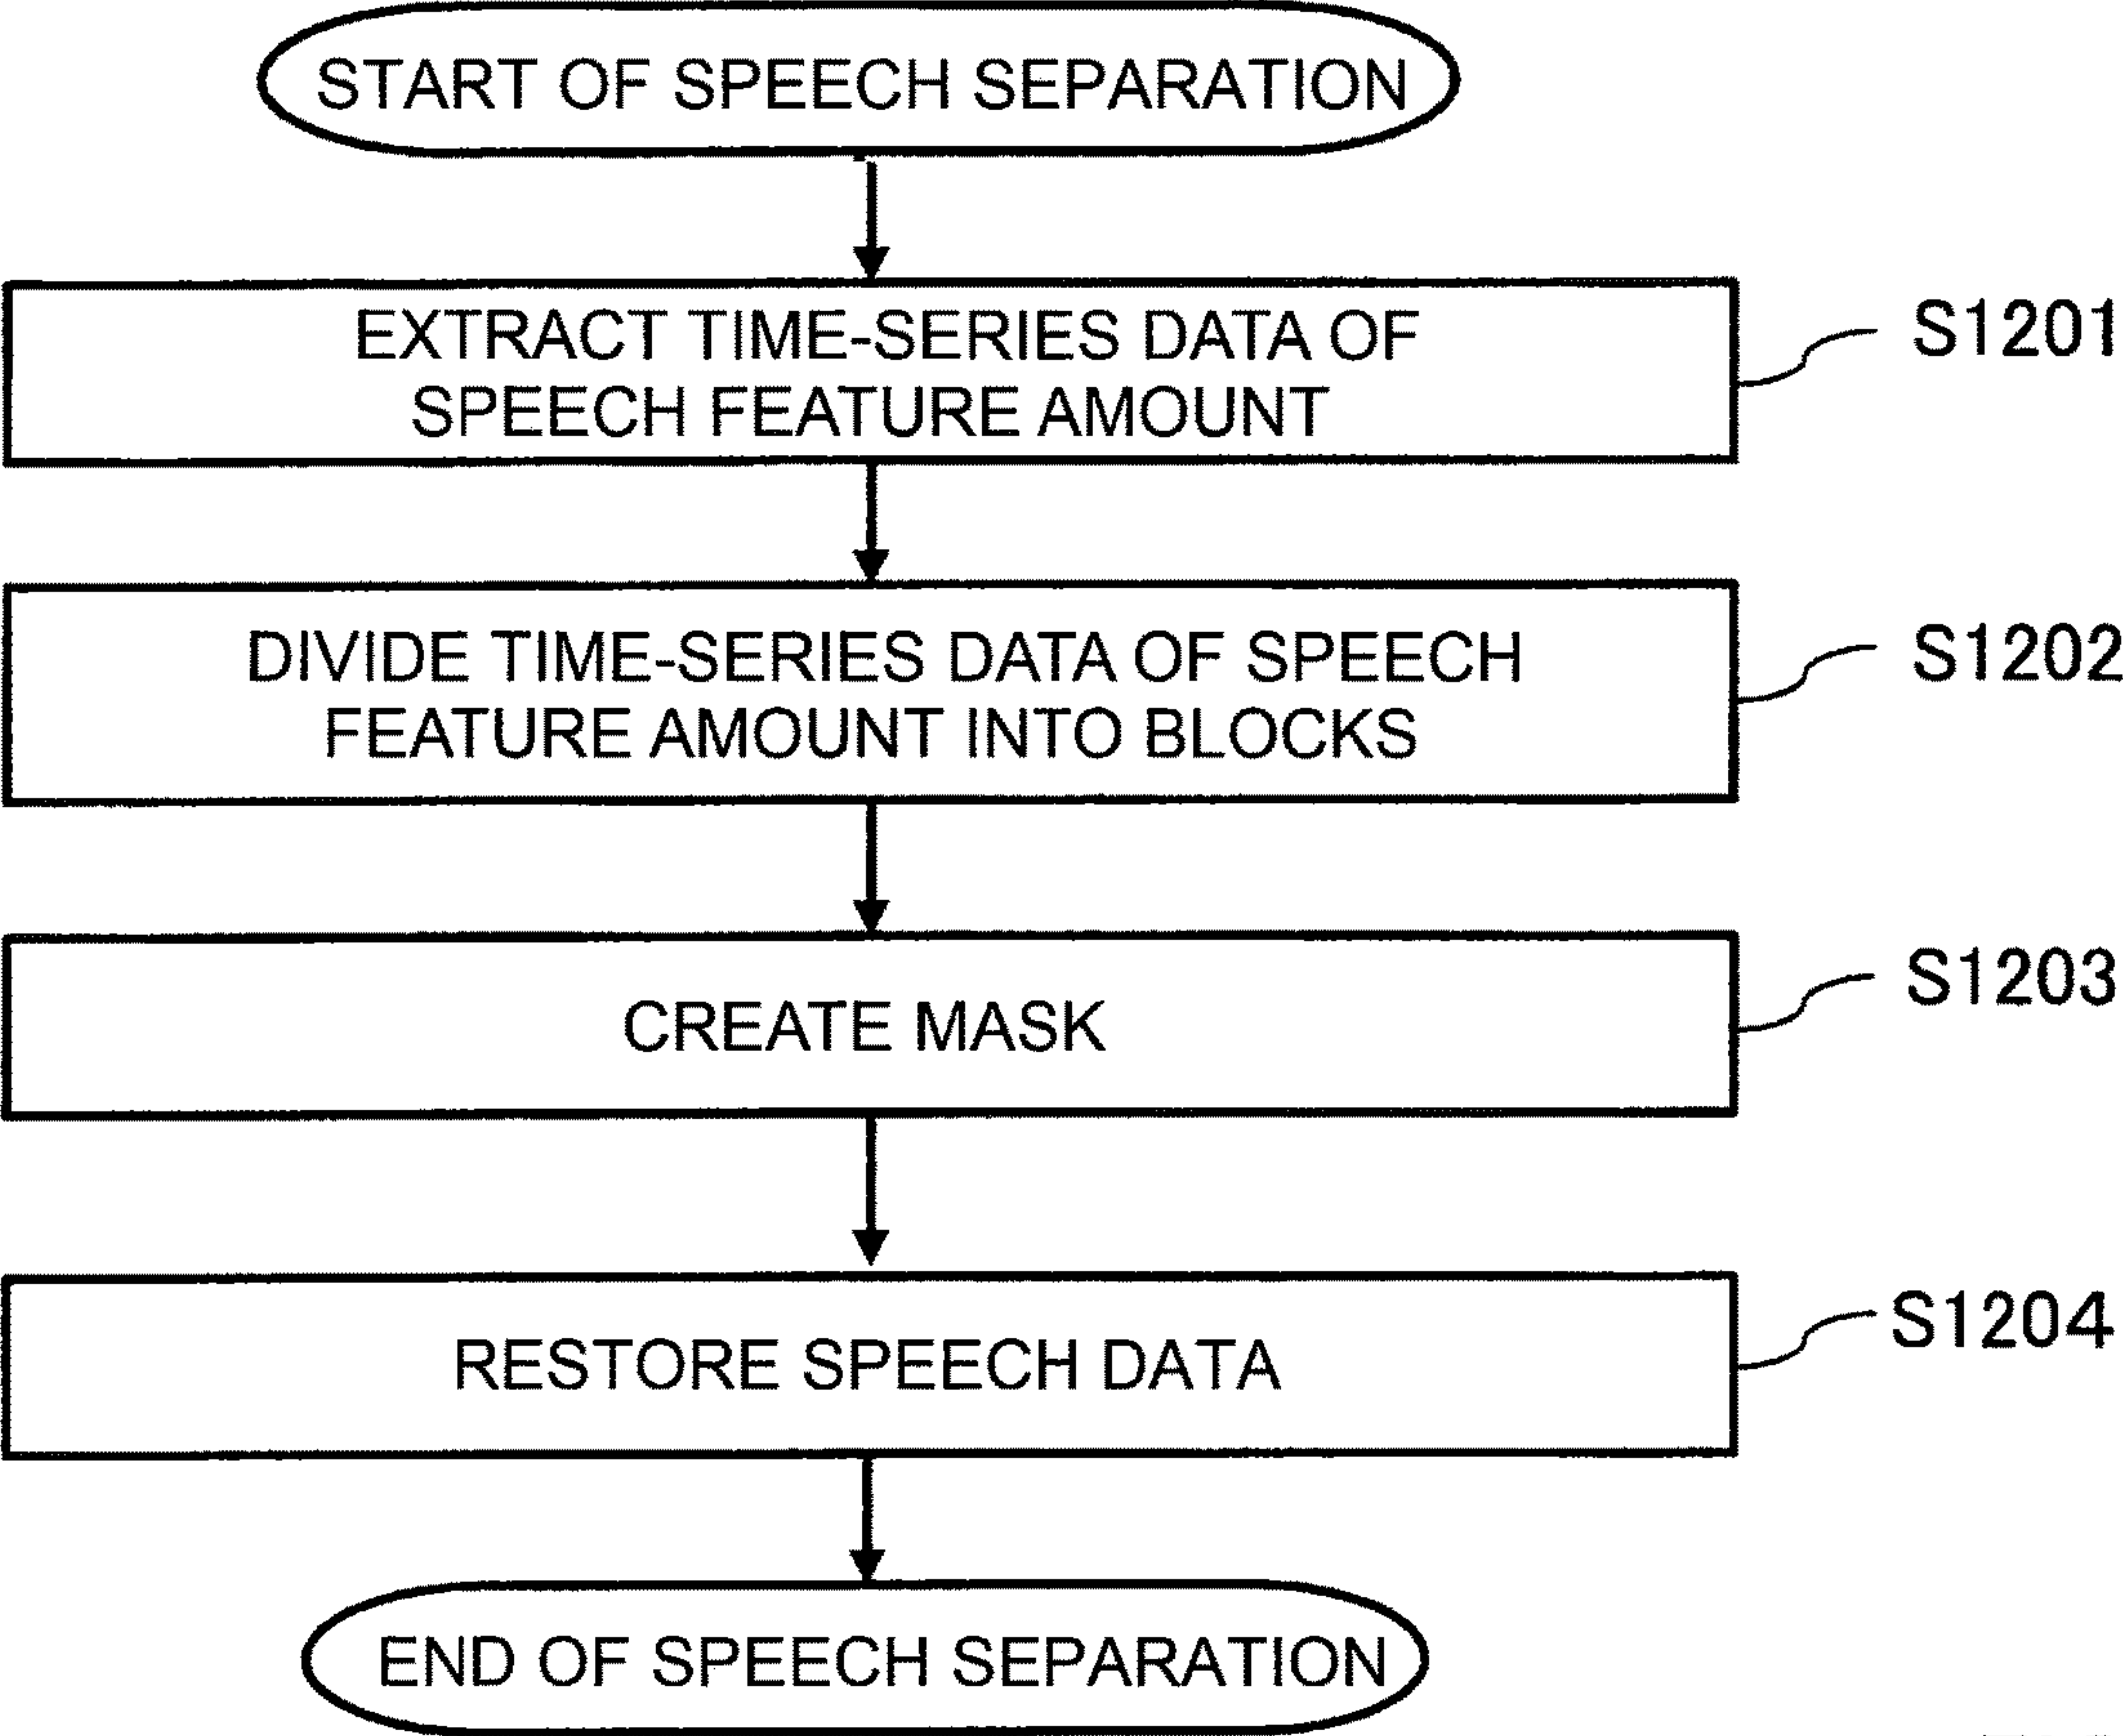 START OF SPEECH SEPARATION
EXTRACT TIME-SERIES DATA OF
SPEECH FEATURE AMOUNT
S1201
DIVIDE TIME-SERIES DATA OF SPEECH
FEATURE AMOUNT INTO BLOCKS
S1202
CREATE MASK
S1203
RESTORE SPEECH DATA
S1204
END OF SPEECH SEPARATION